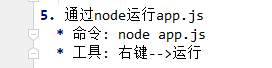 5. 通过node运行app.js
* 命令: node app.js
* 工具: 右键-->运行